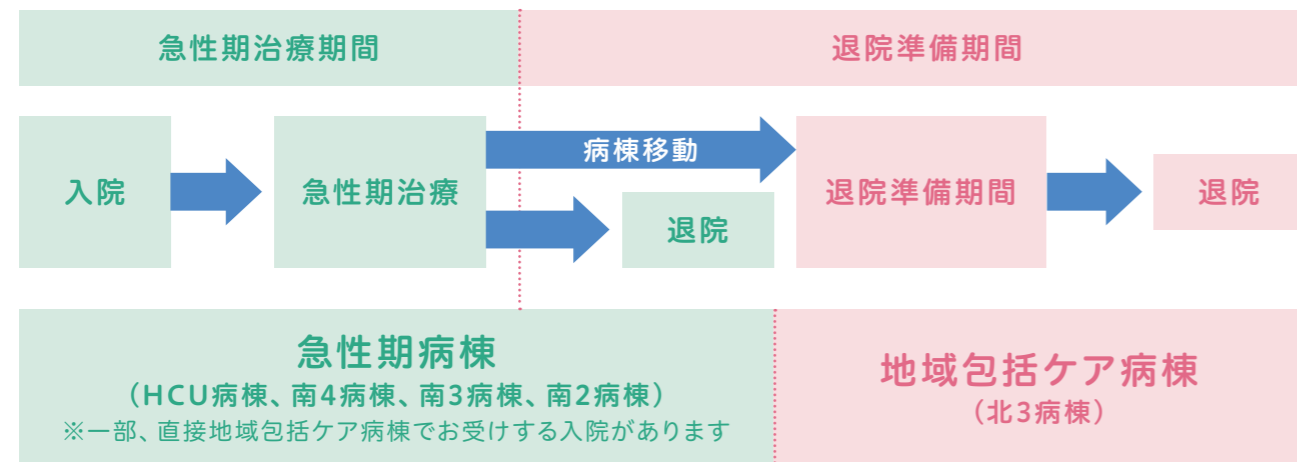 急性期治療期間
退院準備期間
入院
急性期治療
病棟移動
退院
退院準備期間
退院
急性期病棟
（HCU病棟、南4病棟、南3病棟、南2病棟）
※一部、直接地域包括ケア病棟でお受けする入院があります
地域包括ケア病棟
（北3病棟）